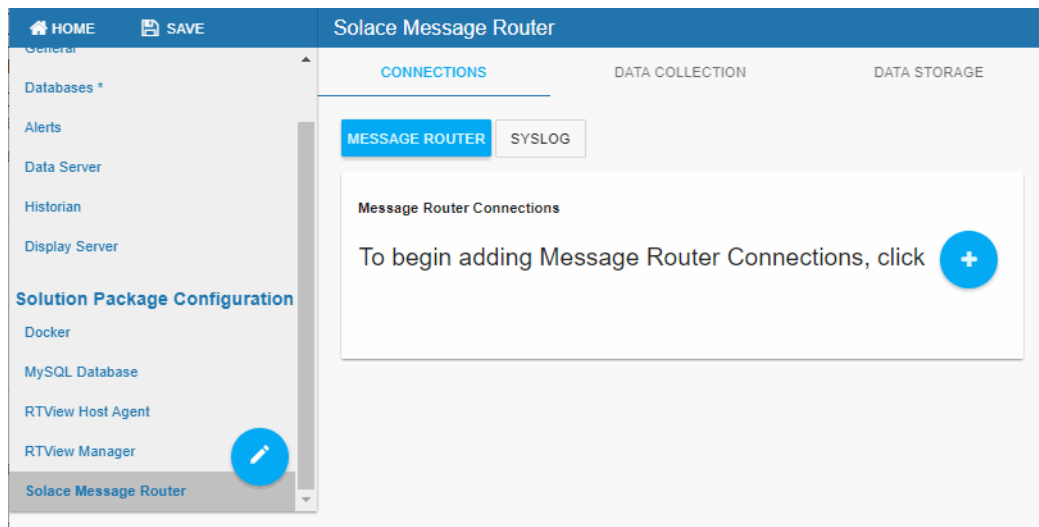 HOME SAVE
Solace Message Router
General
Databases *
Alerts
Data Server
Historian
Display Server
Solution Package Configuration
Docker
MySQL Database
RTView Host Agent
RTView Manager
Solace Message Router
CONNECTIONS DATA COLLECTION DATA STORAGE
MESSAGE ROUTER SYSLOG
Message Router Connections
To begin adding Message Router Connections, click